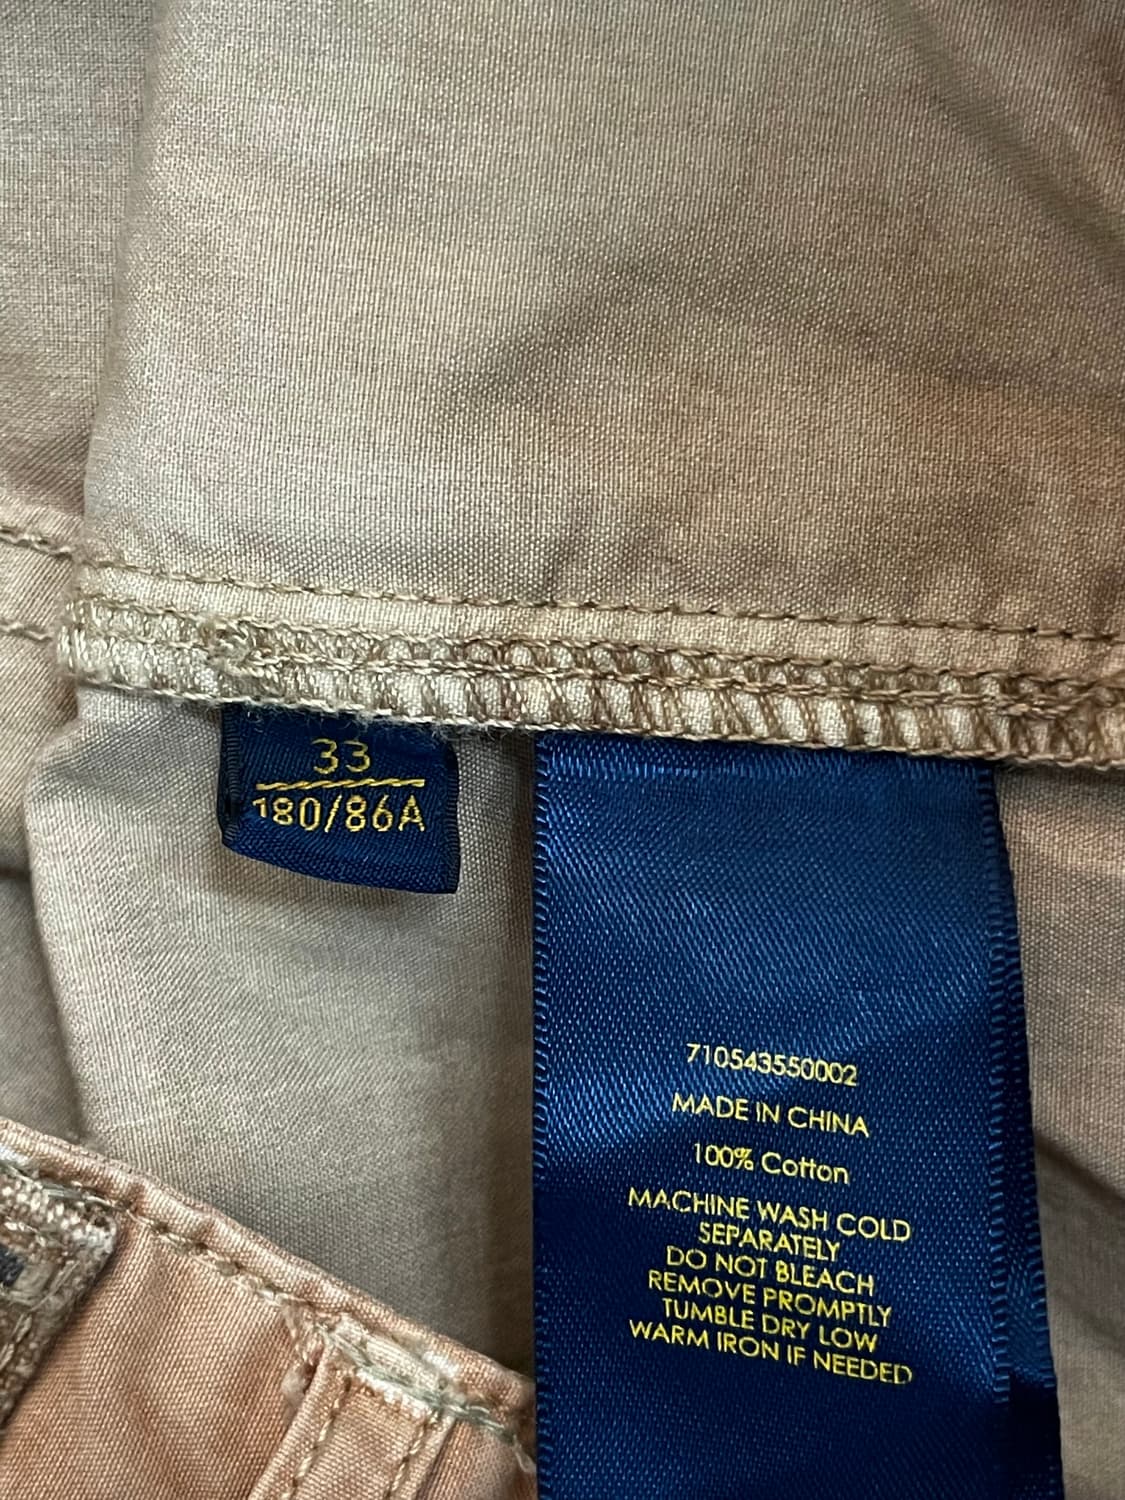 33
180/86A
710543550002
MADE IN CHINA
100% Cotton
MACHINE WASH COLD
SEPARATELY
DO NOT BLEACH
REMOVE PROMPTLY
TUMBLE DRY LOW
WARM IRON IF NEEDED